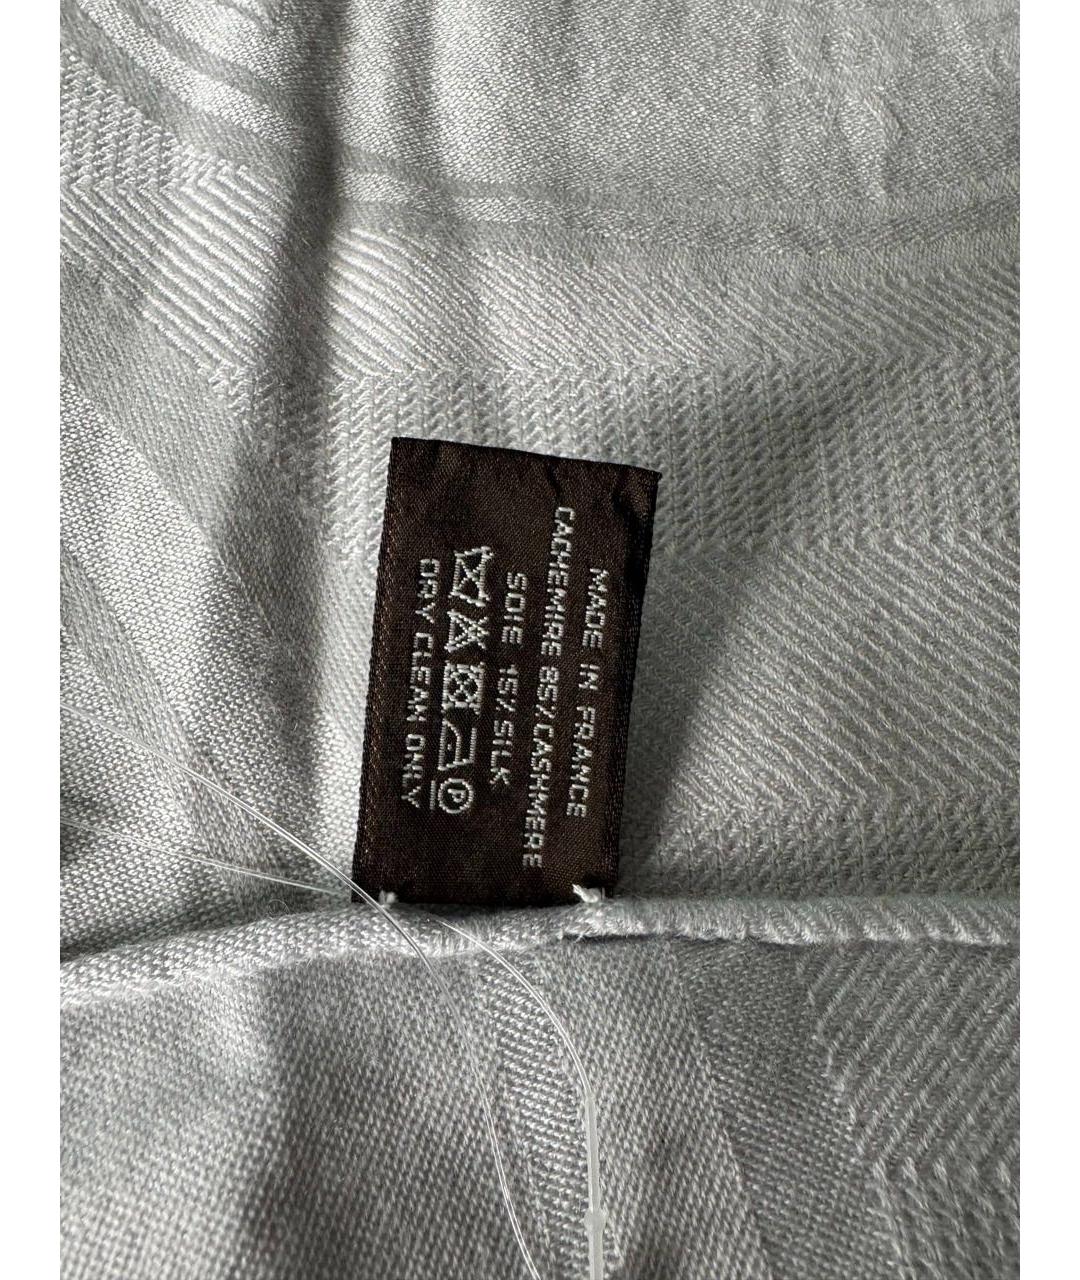 MADE IN FRANCE
CACHEMIRE 85% CASHMERE
SOIE 15% SILK
P
DRY CLEAN ONLY